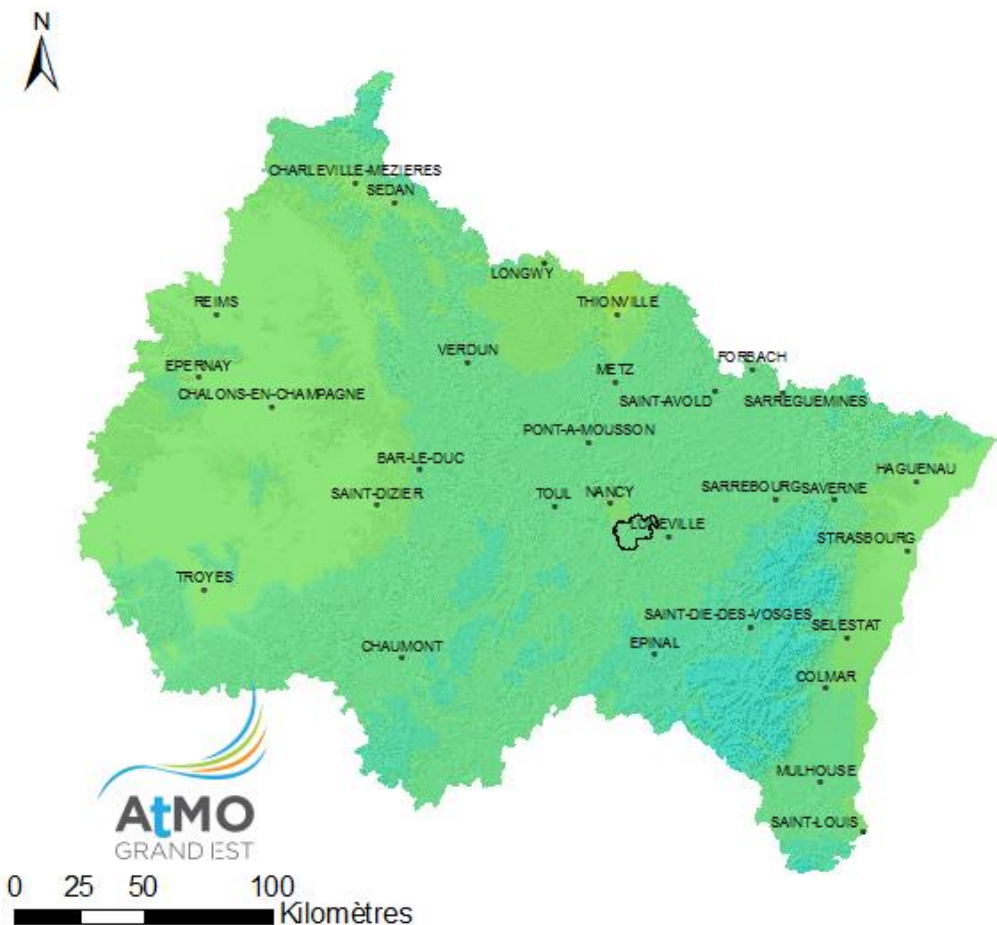 N
CHARLEVILLE-MEZIERES
SEDAN
LONGWY
REIMS
THIONVILLE
VERDUN
FORBACH
EPERNAY
METZ
CHALONS-EN-CHAMPAGNE
SAINT-AVOLD
SARREGUEMINES
PONT-A-MOUSSON
BAR-LE-DUC
HAGUENAU
SAINT-DIZIER
TOUL
NANCY
SARREBOURG
SAVERNE
LUNEVILLE
STRASBOURG
TROYES
SAINT-DIE-DES-VOSGES
SELESTAT
CHAUMONT
EPINAL
COLMAR
MULHOUSE
AtMO
GRAND EST
SAINT-LOUIS
0 25 50 100
Kilomètres